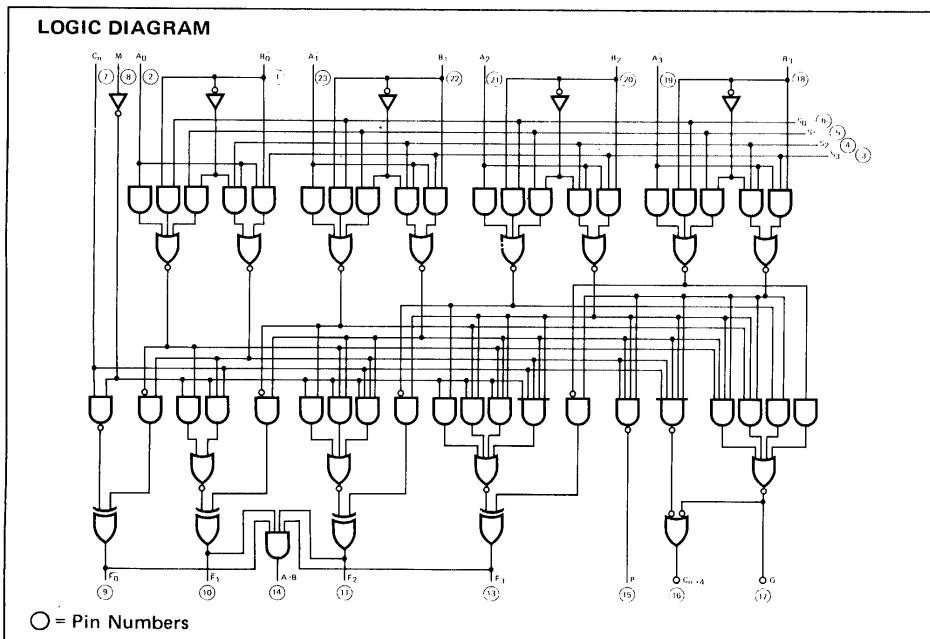 LOGIC DIAGRAM
Cn M A0 B0 A1 B1 A2 B2 A3 B3
7 8 2 1 23 22 21 20 19 18
S0 6
S1 5
S2 4
S3 3
F0 F1 A=B F2 F3 P Cn+4 G
9 10 14 11 13 15 16 17
= Pin Numbers